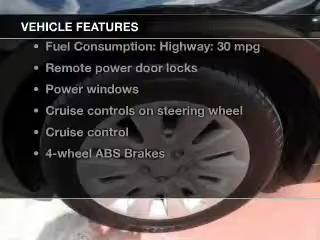 VEHICLE FEATURES
• Fuel Consumption: Highway: 30 mpg
• Remote power door locks
• Power windows
• Cruise controls on steering wheel
• Cruise control
• 4-wheel ABS Brakes